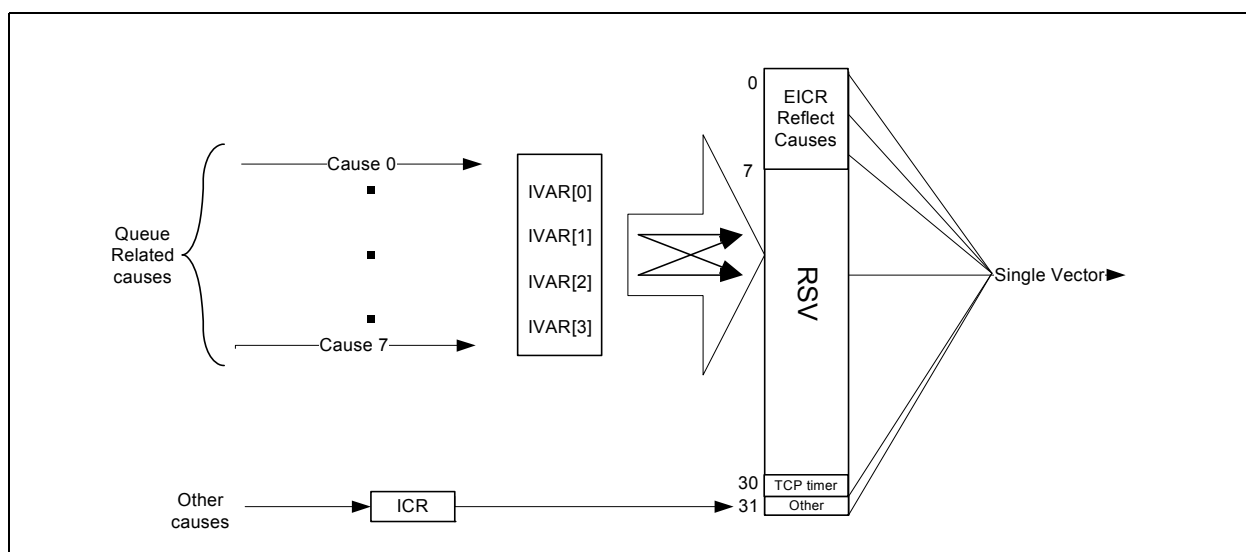 0
EICR
Reflect
Causes
7
Cause 0
IVAR[0]
IVAR[1]
IVAR[2]
IVAR[3]
Queue
Related
causes
Cause 7
RSV
Single Vector
30
TCP timer
31
Other
Other
causes
ICR